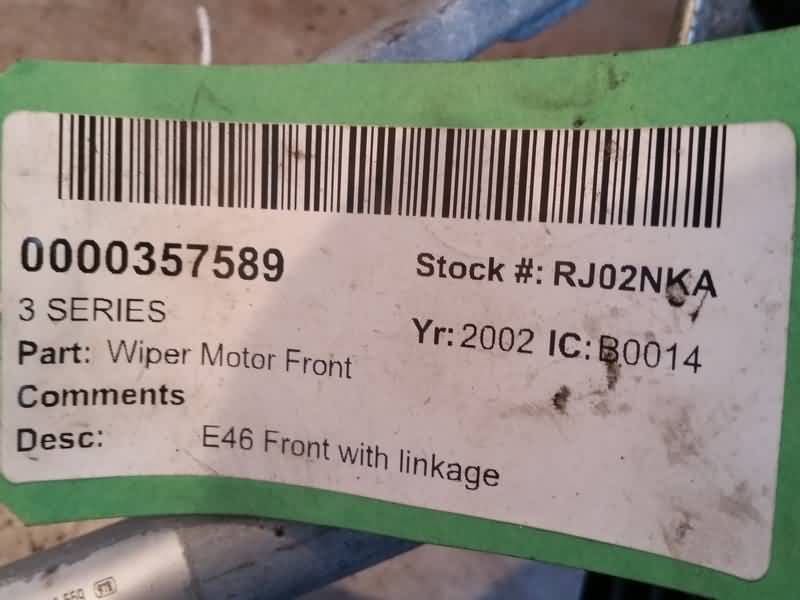 0000357589
Stock #: RJ02NKA
3 SERIES
Yr: 2002 IC: B0014
Part: Wiper Motor Front
Comments
Desc: E46 Front with linkage